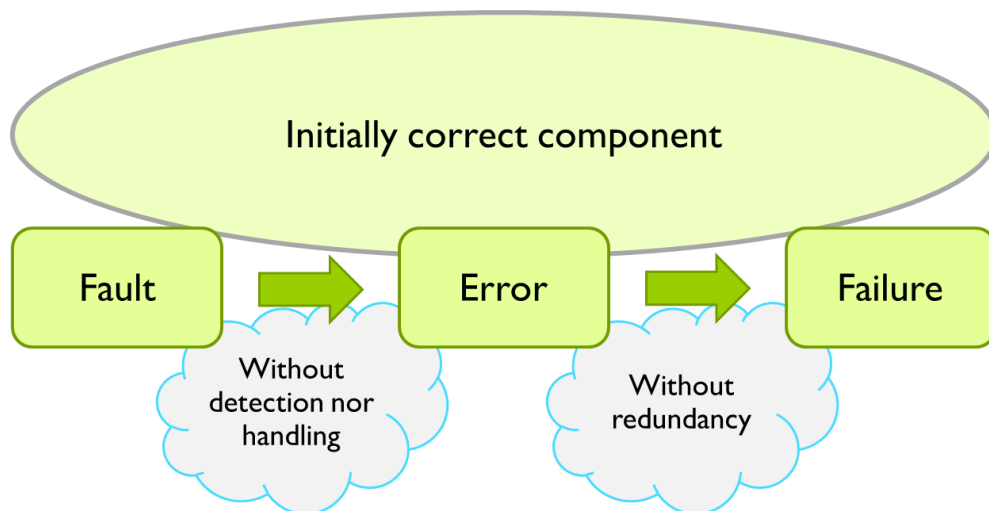 Initially correct component
Fault
Error
Failure
Without
detection nor
handling
Without
redundancy